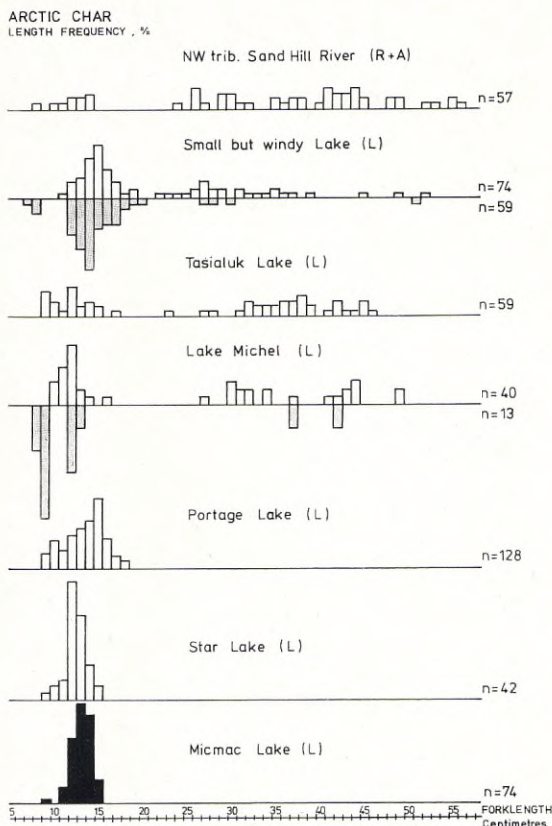 ARCTIC CHAR
LENGTH FREQUENCY, %
NW trib. Sand Hill River (R+A)
n=57
Small but windy Lake (L)
n=74
n=59
Tasialuk Lake (L)
n=59
Lake Michel (L)
n=40
n=13
Portage Lake (L)
n=128
Star Lake (L)
n=42
Micmac Lake (L)
n=74
5 10 15 20 25 30 35 40 45 50 55 FORKLENGTH
Centimetres